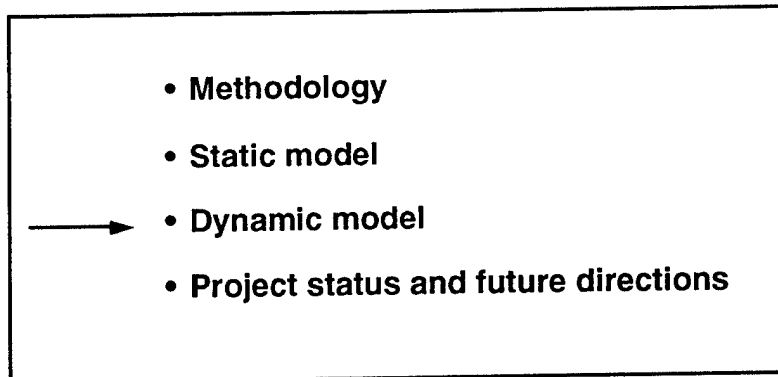 • Methodology
• Static model
• Dynamic model
• Project status and future directions